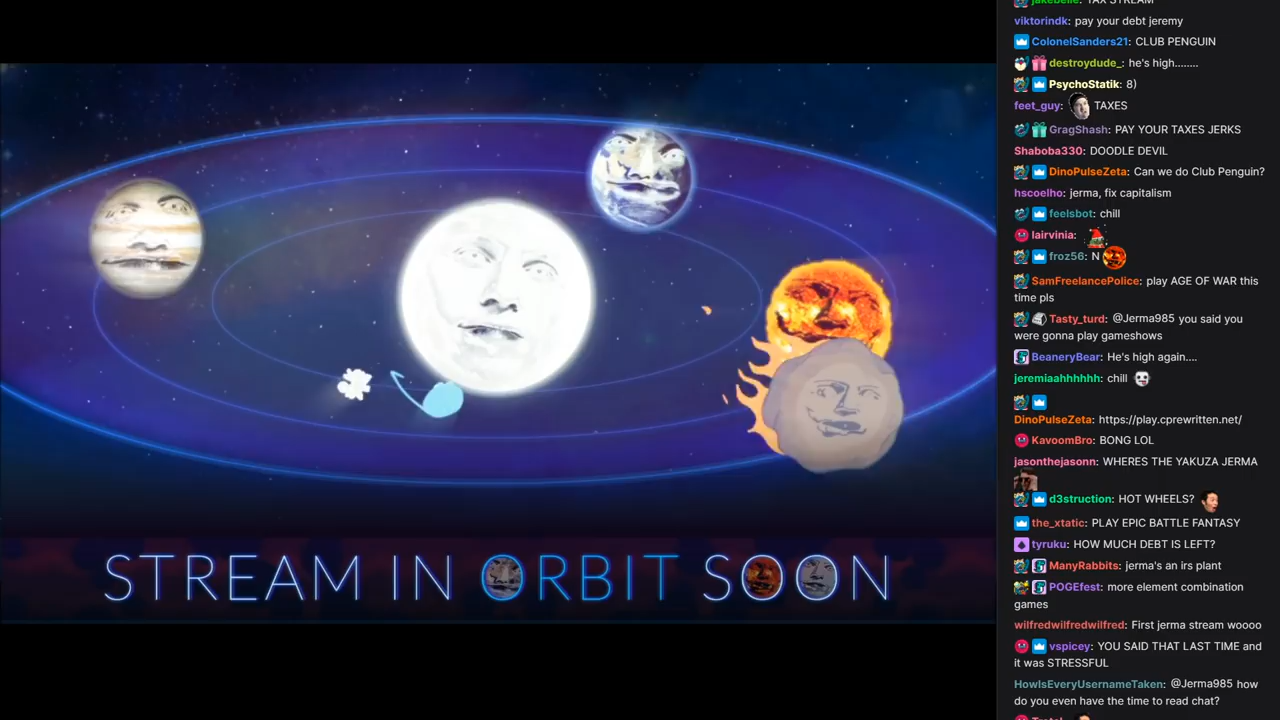 STREAM IN ORBIT SOON
jakebelle: TAX STREAM
viktorindk: pay your debt jeremy
ColonelSanders21: CLUB PENGUIN
destroydude_: he's high........
PsychoStatik: 8)
feet_guy: TAXES
GragShash: PAY YOUR TAXES JERKS
Shaboba330: DOODLE DEVIL
DinoPulseZeta: Can we do Club Penguin?
hscoelho: jerma, fix capitalism
feelsbot: chill
lairvinia:
froz56: N
SamFreelancePolice: play AGE OF WAR this
time pls
Tasty_turd: @Jerma985 you said you
were gonna play gameshows
BeaneryBear: He's high again....
jeremiaahhhhhh: chill
DinoPulseZeta: https://play.cprewritten.net/
KavoomBro: BONG LOL
jasonthejasonn: WHERES THE YAKUZA JERMA
d3struction: HOT WHEELS?
the_xtatic: PLAY EPIC BATTLE FANTASY
tyruku: HOW MUCH DEBT IS LEFT?
ManyRabbits: jerma's an irs plant
POGEfest: more element combination
games
wilfredwilfredwilfred: First jerma stream woooo
vspicey: YOU SAID THAT LAST TIME and
it was STRESSFUL
HowIsEveryUsernameTaken: @Jerma985 how
do you even have the time to read chat?